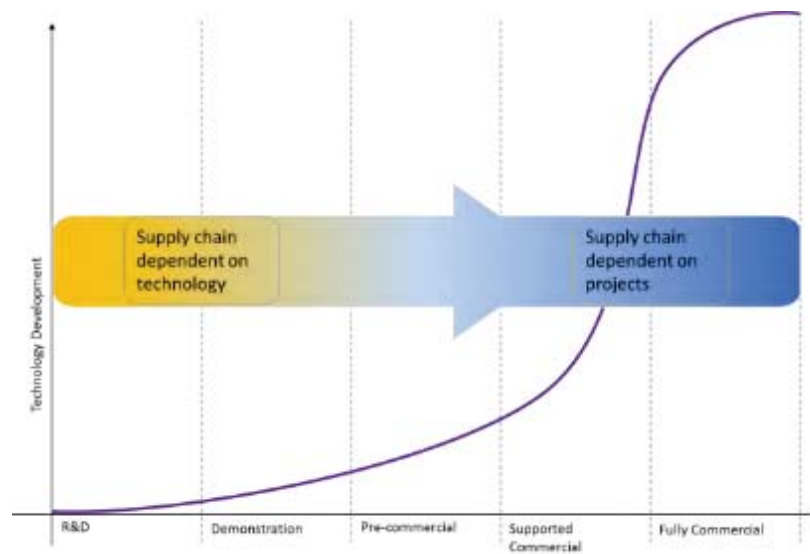 Supply chain
dependent on
technology
Supply chain
dependent on
projects
Technology Development
R&D
Demonstration
Pre-commercial
Supported
Commercial
Fully Commercial